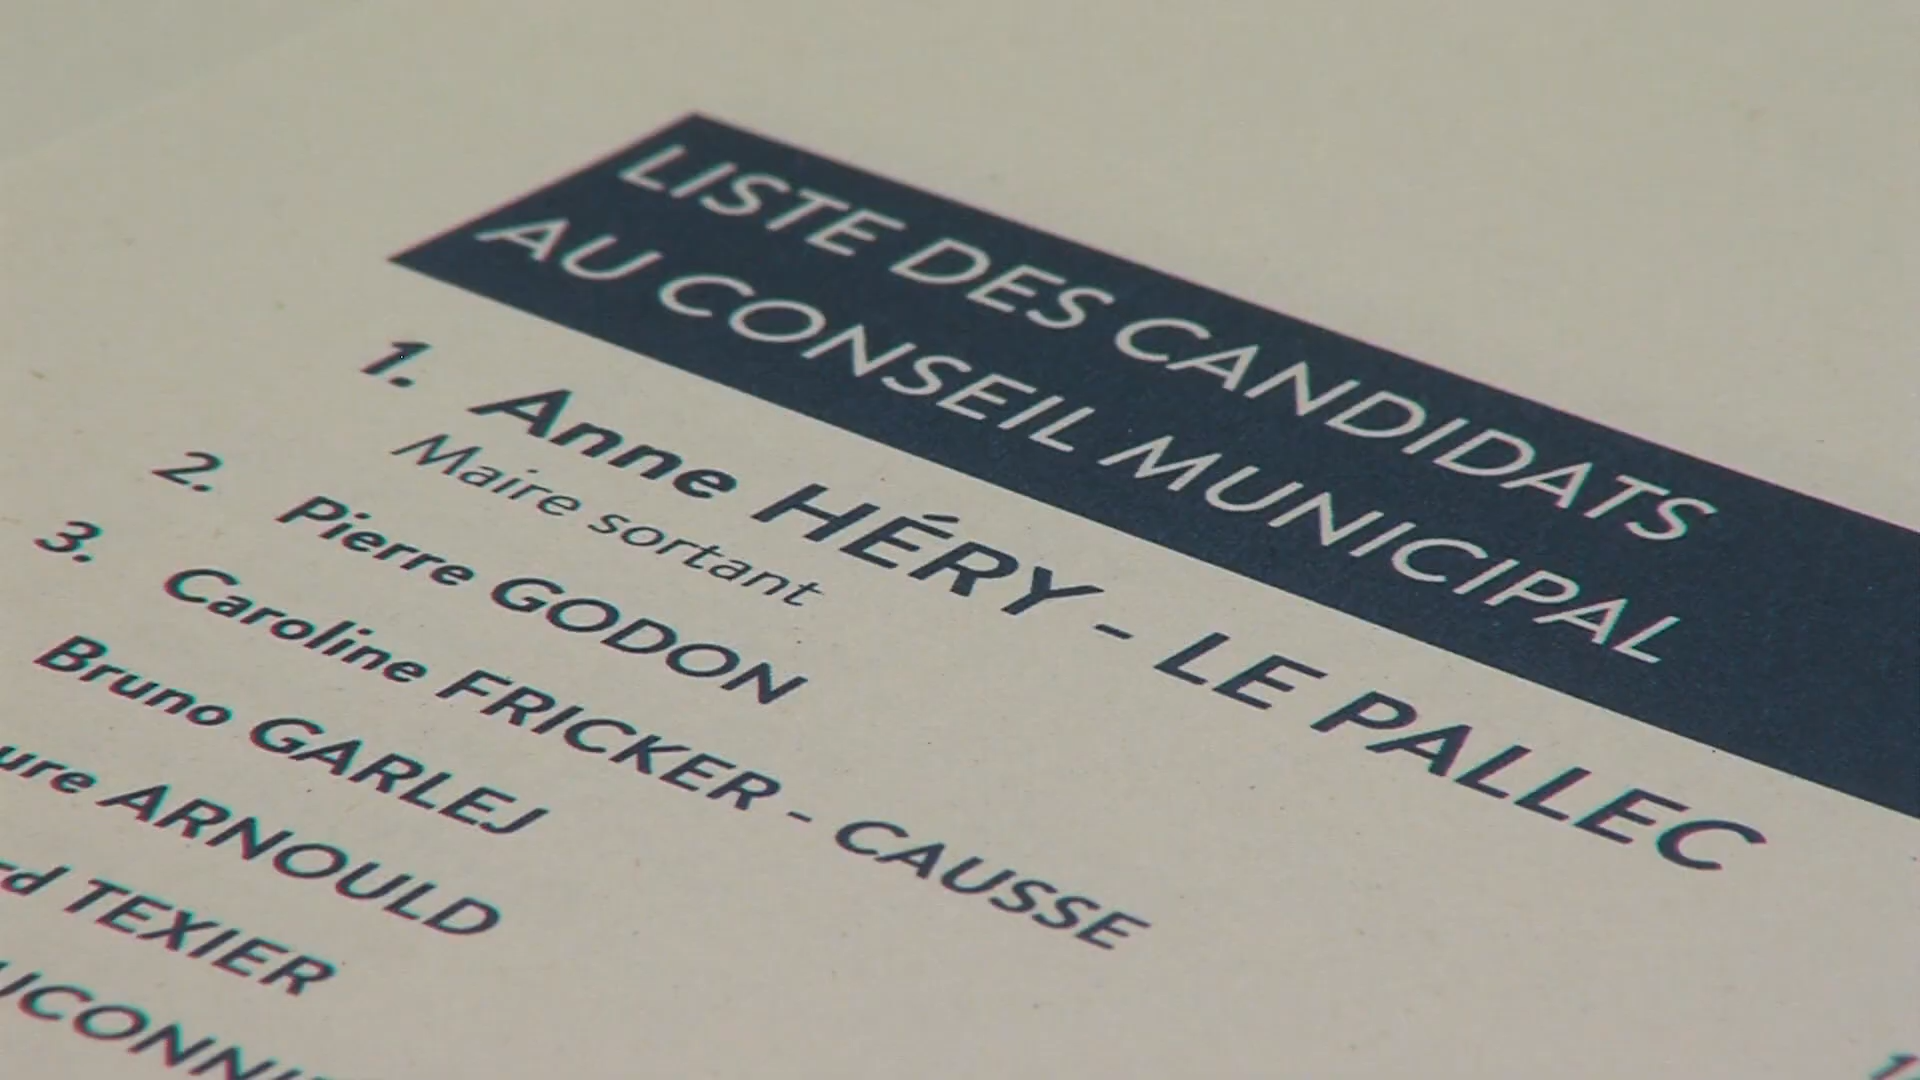 LISTE DES CANDIDATS
AU CONSEIL MUNICIPAL
1. Anne HÉRY - LE PALLEC
Maire sortant
2. Pierre GODON
3. Caroline FRICKER - CAUSSE
Bruno GARLEJ
ARNOULD
TEXIER